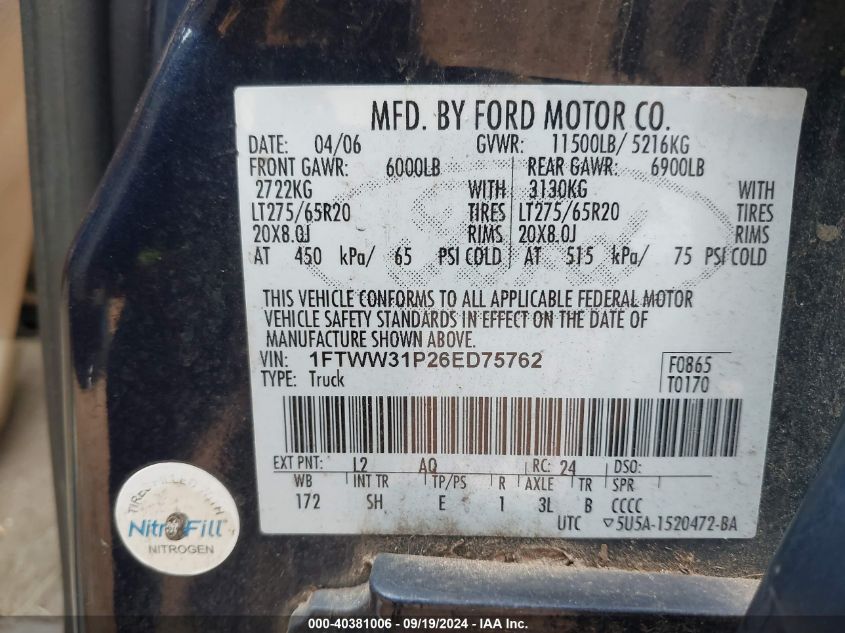 MFD. BY FORD MOTOR CO.
DATE: 04/06 GVWR: 11500LB/ 5216KG
FRONT GAWR: 6000LB REAR GAWR: 6900LB
2722KG WITH 3130KG WITH
LT275/65R20 TIRES LT275/65R20 TIRES
20X8.0J RIMS 20X8.0J RIMS
AT 450 kPa/ 65 PSI COLD AT 515 kPa/ 75 PSI COLD
THIS VEHICLE CONFORMS TO ALL APPLICABLE FEDERAL MOTOR
VEHICLE SAFETY STANDARDS IN EFFECT ON THE DATE OF
MANUFACTURE SHOWN ABOVE.
VIN: 1FTWW31P26ED75762
TYPE: Truck
F0865
T0170
EXT PNT: L2 AQ RC: 24 DSO:
WB INT TR TP/PS R AXLE TR SPR
172 SH E 1 3L B CCCC
UTC ▽5U5A-1520472-BA
TIRES FILLED WITH
NitroFill
NITROGEN
000-40381006 - 09/19/2024 - IAA Inc.